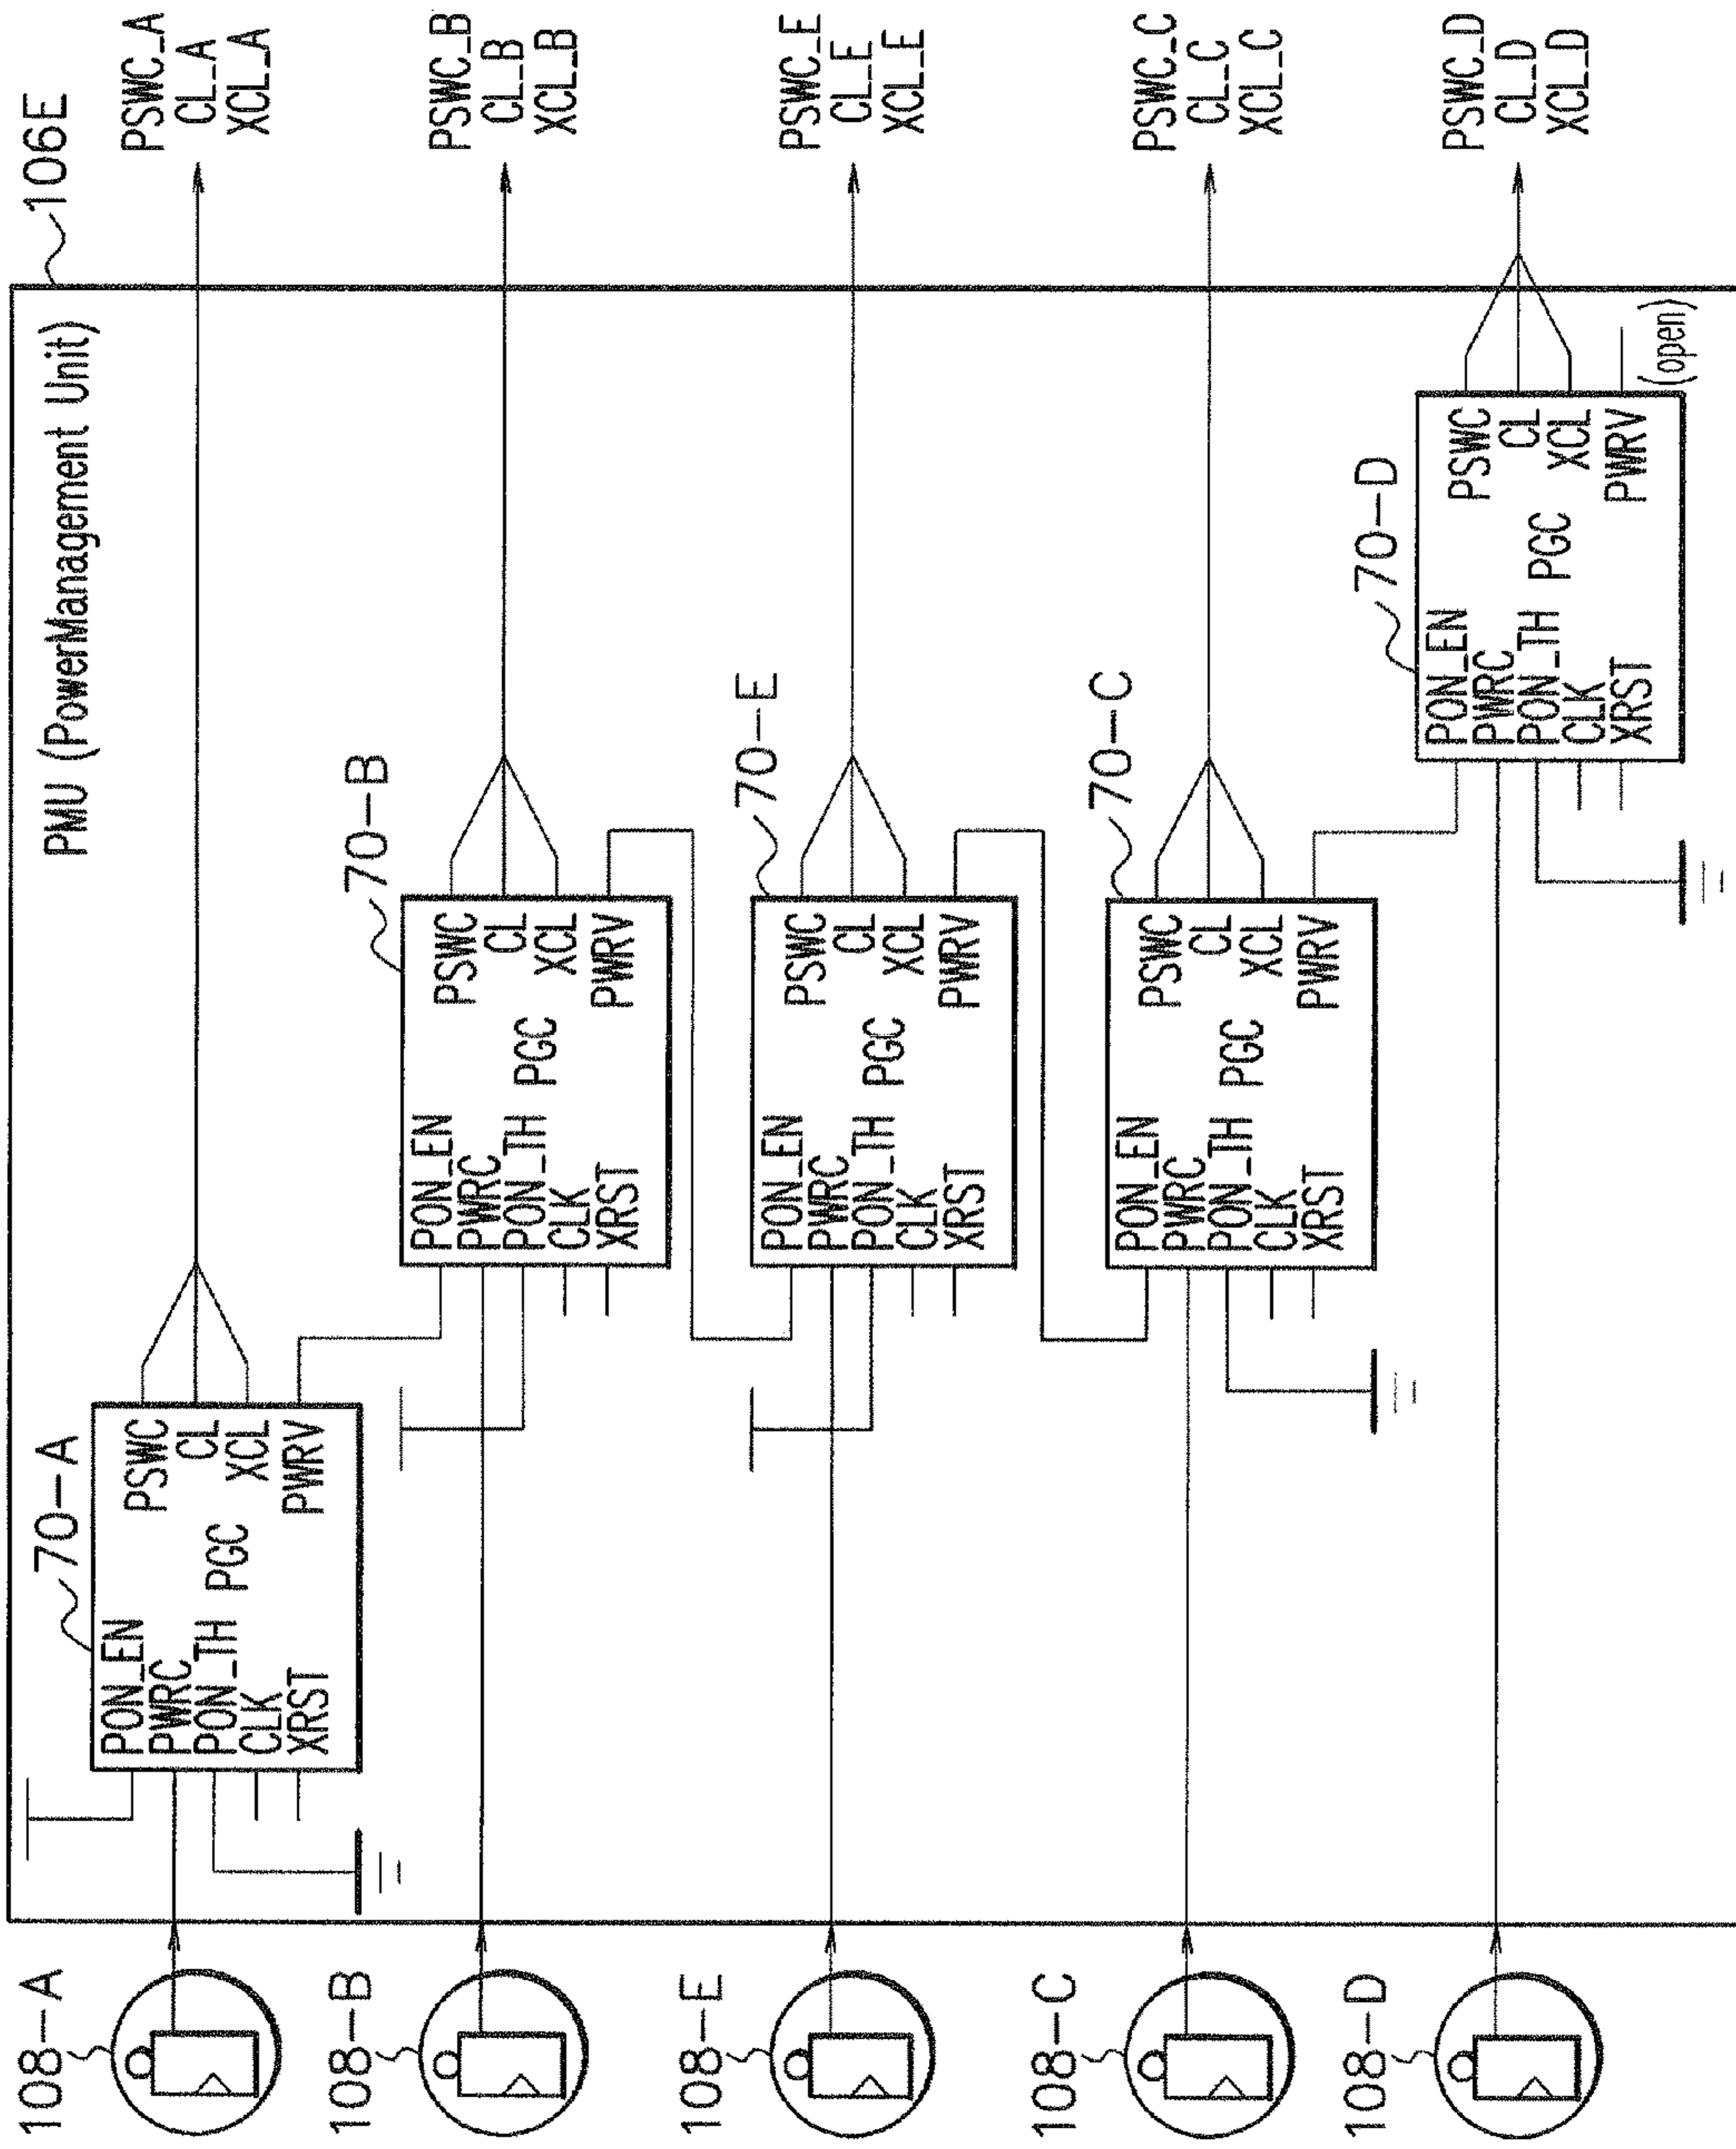 106E
PMU (PowerManagement Unit)
108-A
70-A
PON_EN
PWRC
PON_TH
CLK
XRST
PGC
PSWC
CL
XCL
PWRV
PSWC_A
CL_A
XCL_A
108-B
70-B
PON_EN
PWRC
PON_TH
CLK
XRST
PGC
PSWC
CL
XCL
PWRV
PSWC_B
CL_B
XCL_B
108-E
70-E
PON_EN
PWRC
PON_TH
CLK
XRST
PGC
PSWC
CL
XCL
PWRV
PSWC_E
CL_E
XCL_E
108-C
70-C
PON_EN
PWRC
PON_TH
CLK
XRST
PGC
PSWC
CL
XCL
PWRV
PSWC_C
CL_C
XCL_C
108-D
70-D
PON_EN
PWRC
PON_TH
CLK
XRST
PGC
PSWC
CL
XCL
PWRV
(open)
PSWC_D
CL_D
XCL_D